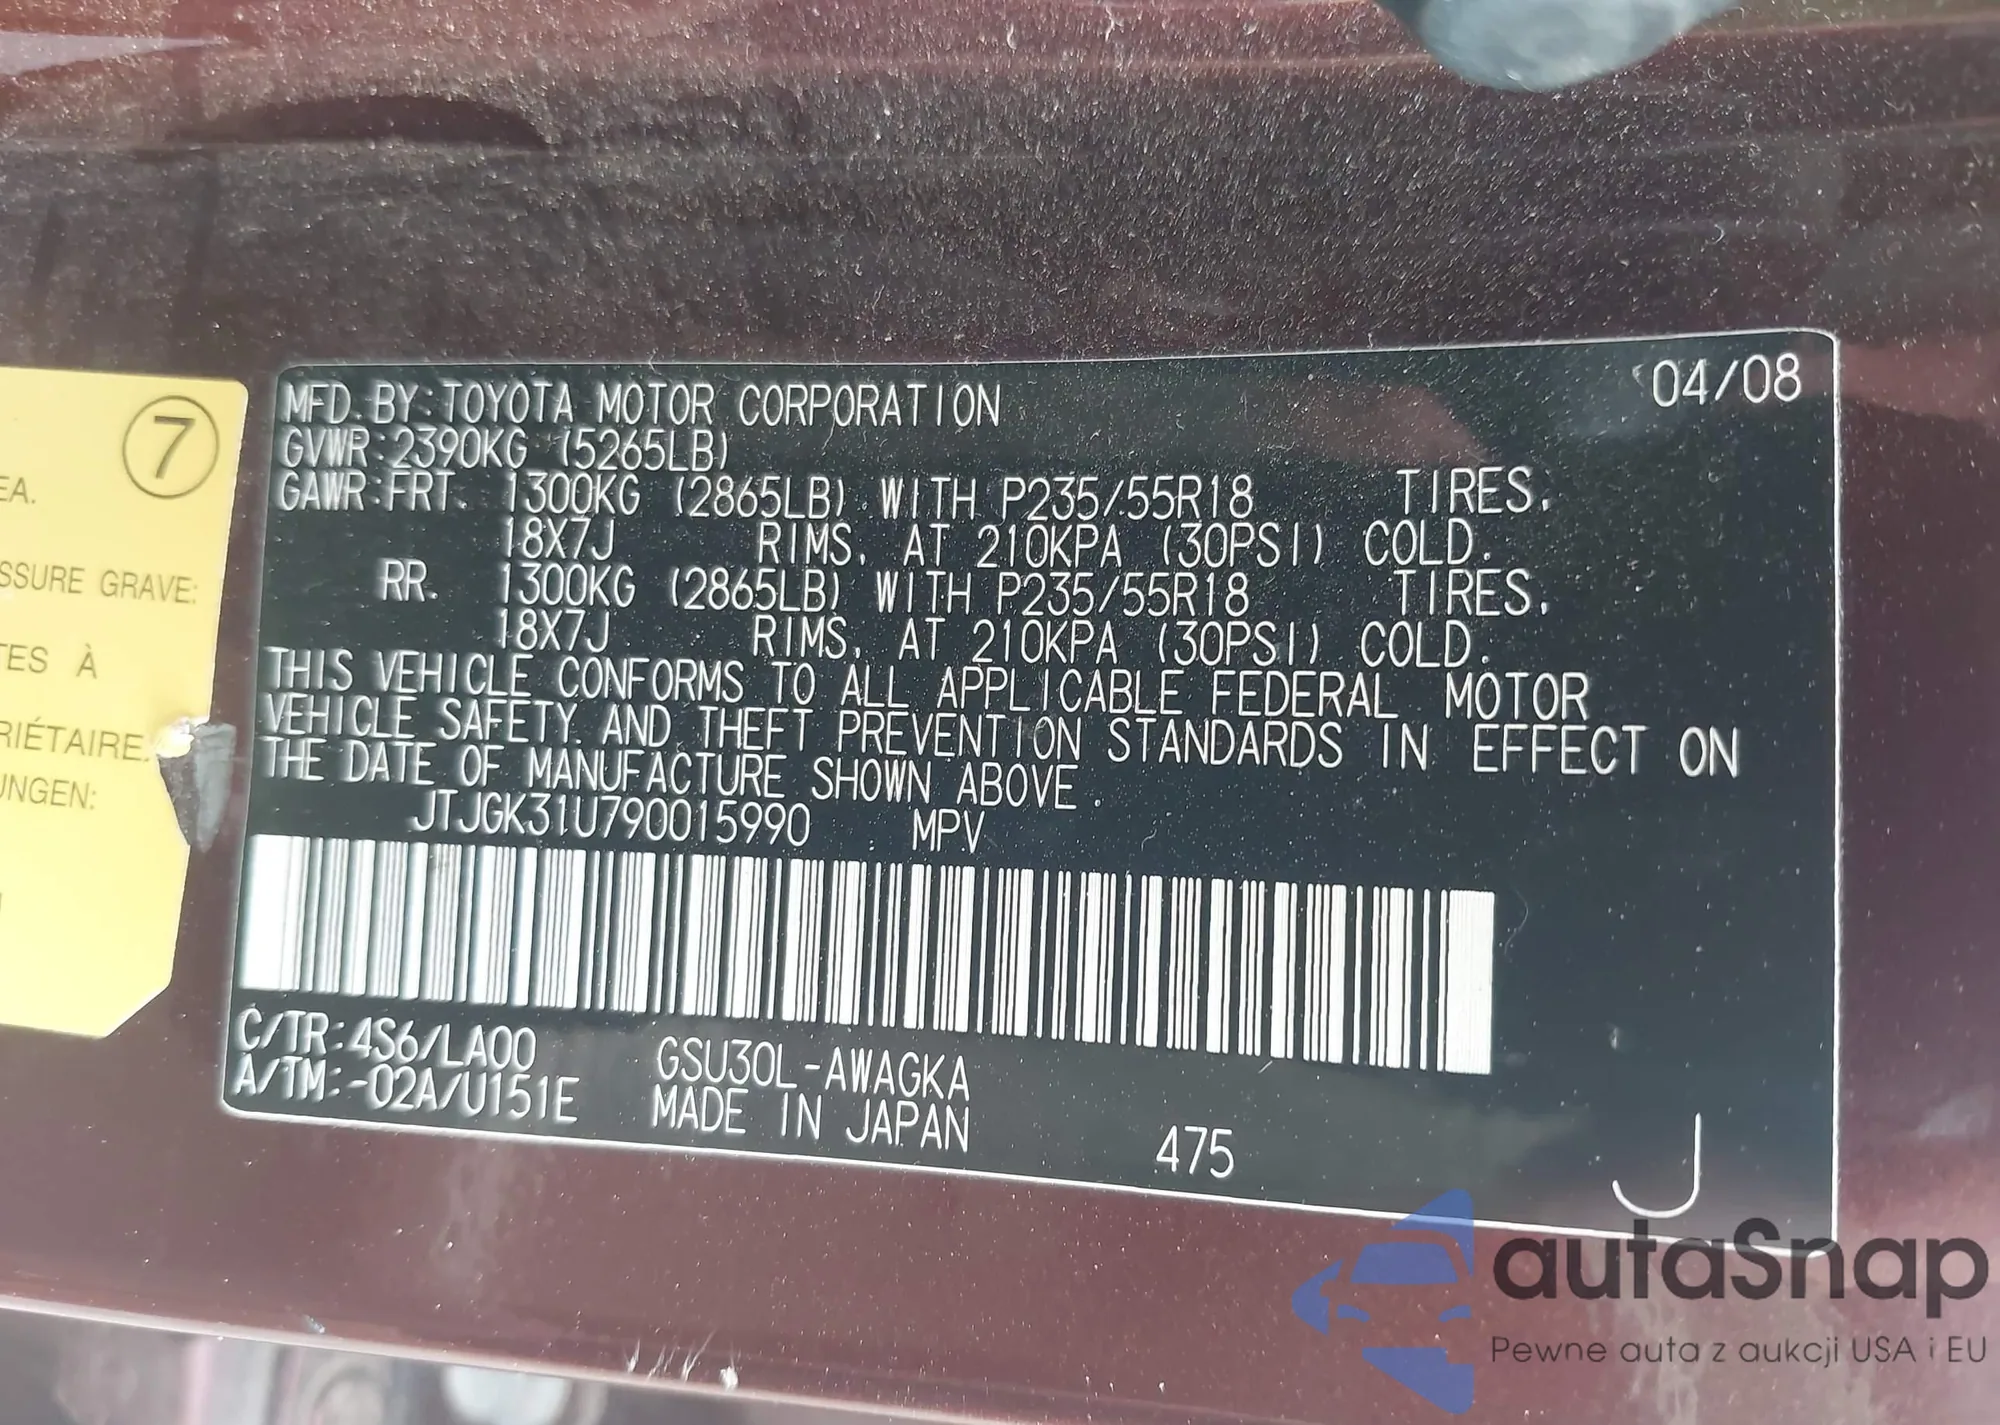 7
EA.
SSURE GRAVE:
TES À
RIÉTAIRE.
UNGEN:
04/08
MFD. BY: TOYOTA MOTOR CORPORATION
GVWR: 2390KG (5265LB)
GAWR: FRT. 1300KG (2865LB) WITH P235/55R18 TIRES,
18X7J RIMS, AT 210KPA (30PSI) COLD.
RR. 1300KG (2865LB) WITH P235/55R18 TIRES,
18X7J RIMS, AT 210KPA (30PSI) COLD.
THIS VEHICLE CONFORMS TO ALL APPLICABLE FEDERAL MOTOR
VEHICLE SAFETY, AND THEFT PREVENTION STANDARDS IN EFFECT ON
THE DATE OF MANUFACTURE SHOWN ABOVE.
JTJGK31U790015990 MPV
C/TR: 4S6/LA00 GSU30L-AWAGKA
A/TM: -02A/U151E MADE IN JAPAN
475
J
autaSnap
Pewne auta z aukcji USA i EU